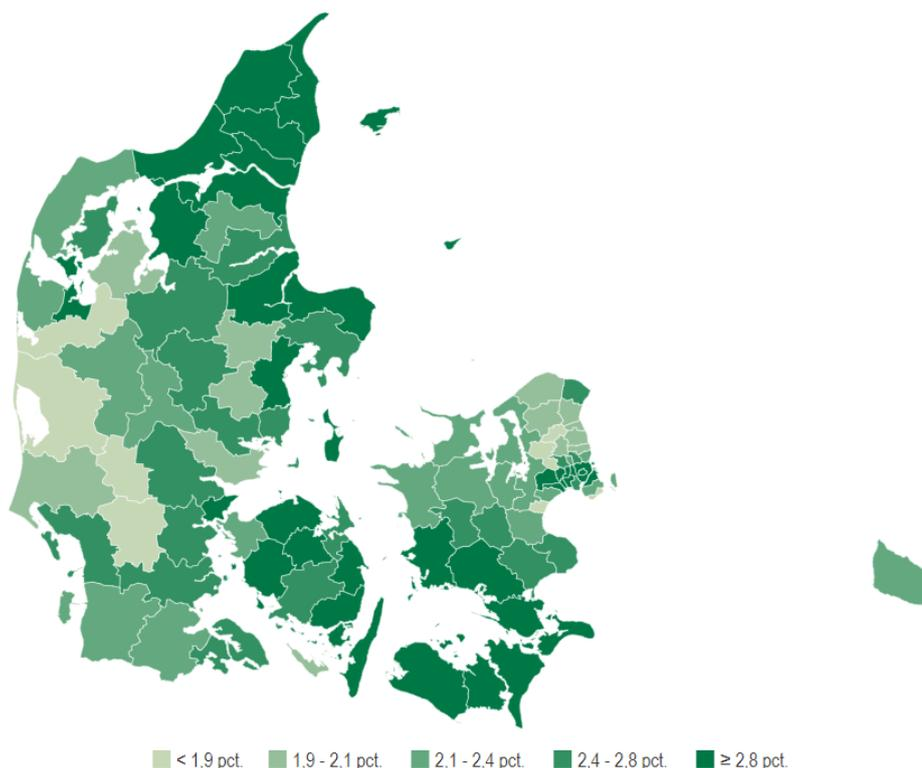 < 1,9 pct. 1,9 - 2,1 pct. 2,1 - 2,4 pct. 2,4 - 2,8 pct. ≥ 2,8 pct.